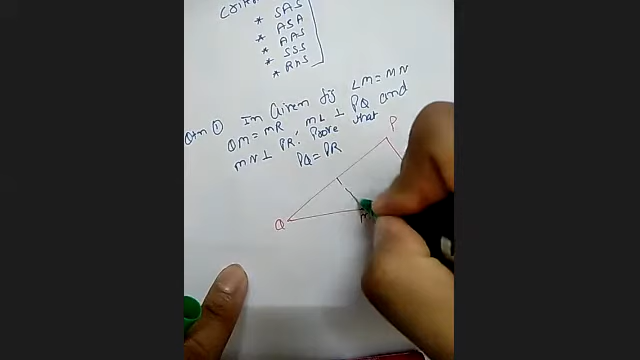 * SAS
* ASA
* AAS
* SSS
* RHS
Qtn ① In Given fig LM = MN
QM = MR, ML ⊥ PQ and
MN ⊥ PR. Prove that
PQ = PR
P
Q
M